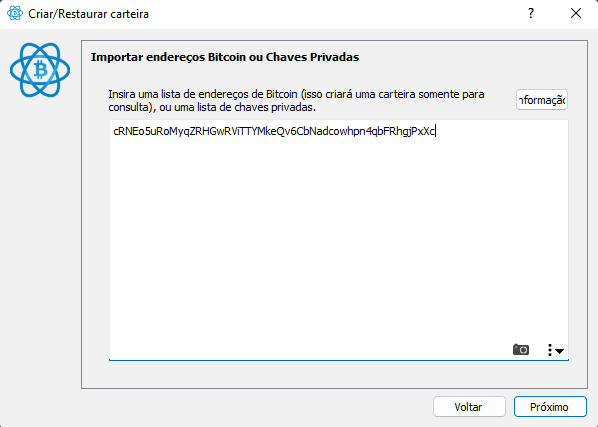 Criar/Restaurar carteira
Importar endereços Bitcoin ou Chaves Privadas
Insira uma lista de endereços de Bitcoin (isso criará uma carteira somente para
consulta), ou uma lista de chaves privadas.
nformação
cRNEo5uRoMyqZRHGwRViTTYMkeQv6CbNadcowhpn4qbFRhgjPxXc
Voltar
Próximo